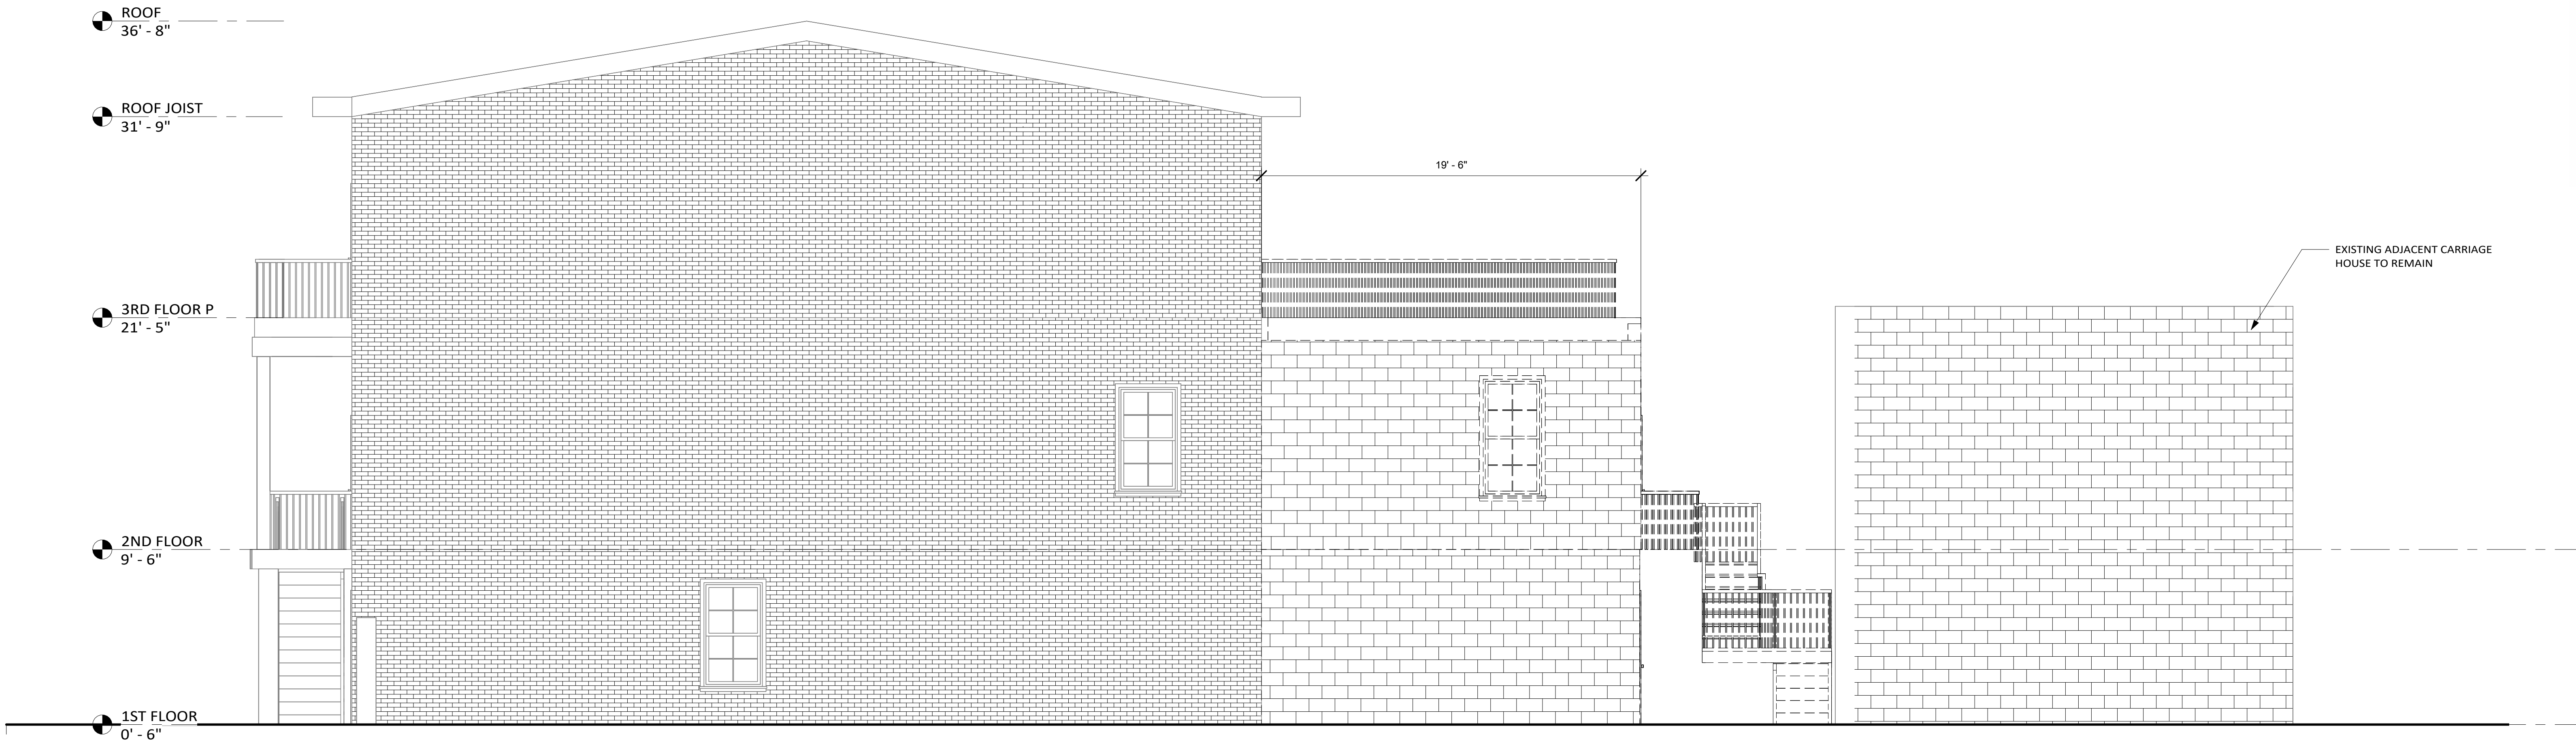 ROOF
36' - 8"
ROOF JOIST
31' - 9"
19' - 6"
EXISTING ADJACENT CARRIAGE
HOUSE TO REMAIN
3RD FLOOR P
21' - 5"
2ND FLOOR
9' - 6"
1ST FLOOR
0' - 6"